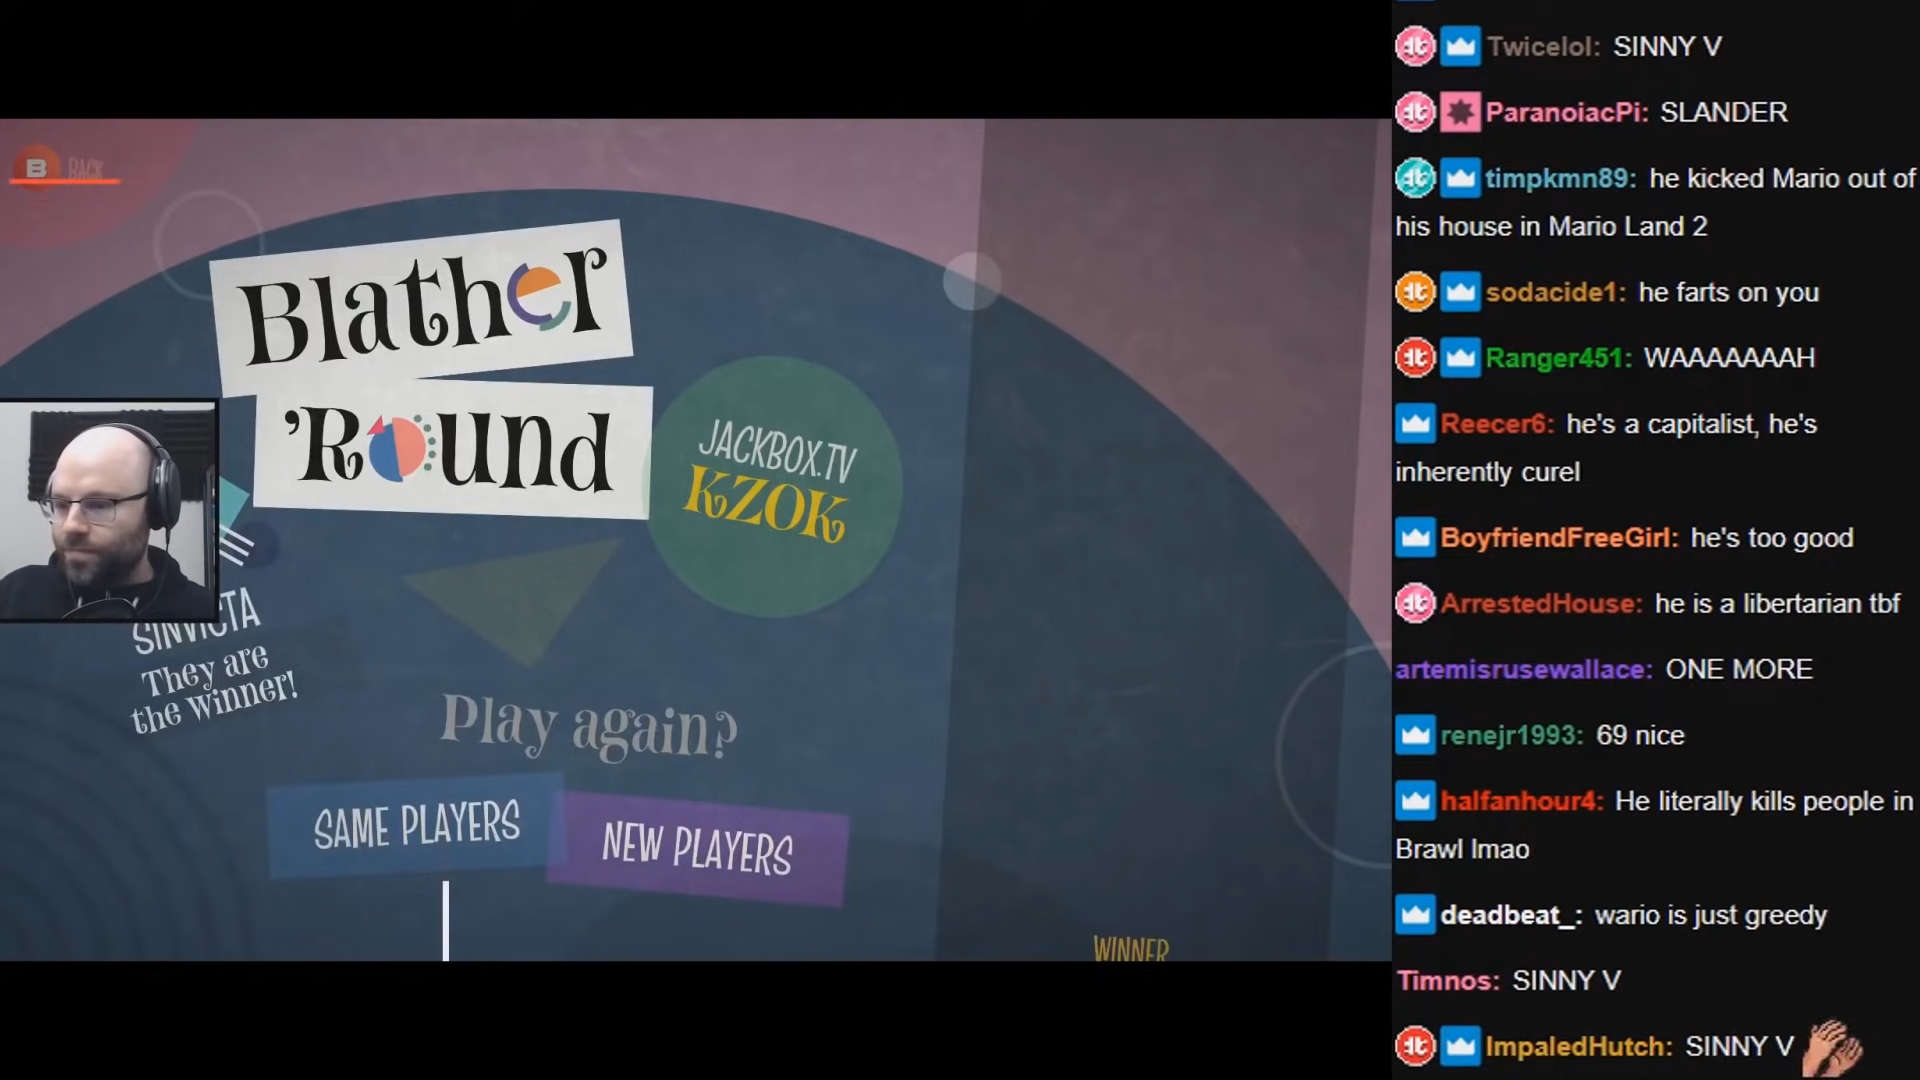 B BACK
Blather
'Round
JACKBOX.TV
KZOK
SINVICTA
They are
the Winner!
Play again?
SAME PLAYERS
NEW PLAYERS
WINNER
Twicelol: SINNY V
ParanoiacPi: SLANDER
timpkmn89: he kicked Mario out of
his house in Mario Land 2
sodacide1: he farts on you
Ranger451: WAAAAAAAH
Reecer6: he's a capitalist, he's
inherently curel
BoyfriendFreeGirl: he's too good
ArrestedHouse: he is a libertarian tbf
artemisrusewallace: ONE MORE
renejr1993: 69 nice
halfanhour4: He literally kills people in
Brawl lmao
deadbeat_: wario is just greedy
Timnos: SINNY V
ImpaledHutch: SINNY V